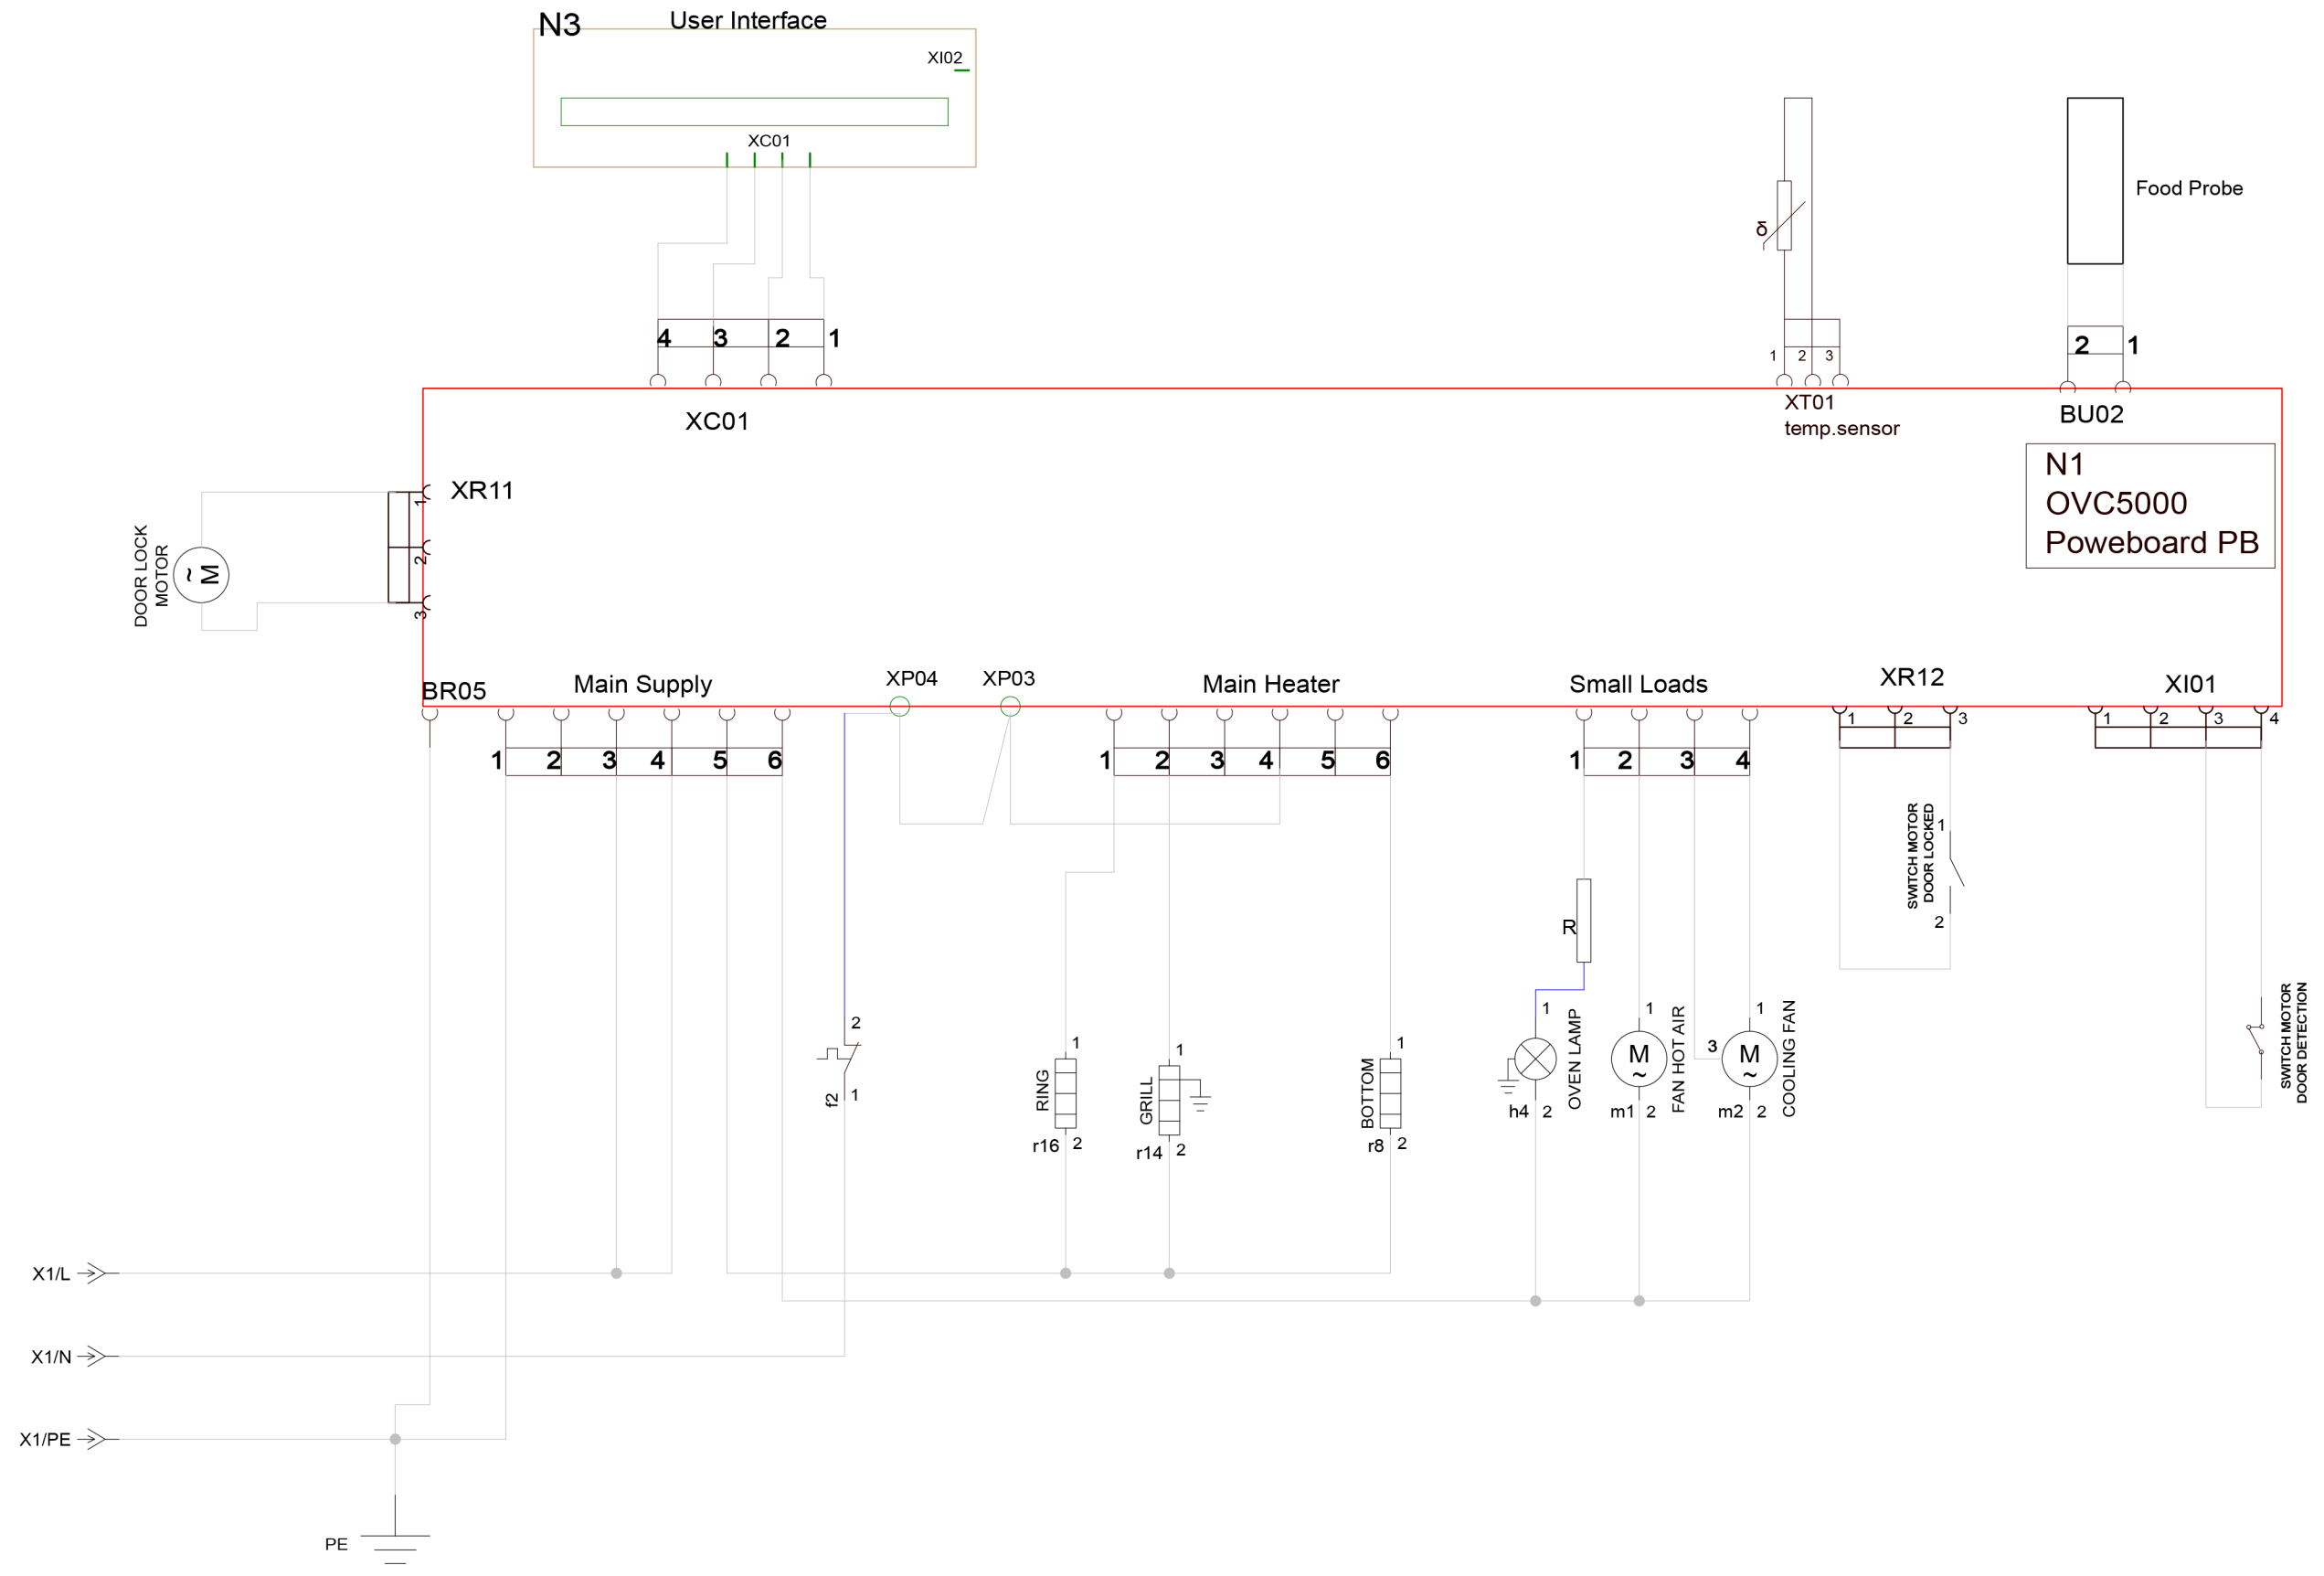 N3
User Interface
XI02
XC01
ϑ
Food Probe
4 3 2 1
1 2 3
2 1
XC01
XT01
temp.sensor
BU02
N1
OVC5000
Poweboard PB
XR11
1
2
3
DOOR LOCK
MOTOR
M
~
BR05
Main Supply
XP04
XP03
Main Heater
Small Loads
XR12
XI01
1 2 3
1 2 3 4
1 2 3 4 5 6
1 2 3 4 5 6
1 2 3 4
SWITCH MOTOR
DOOR LOCKED
1
2
R
2
f2
1
1
RING
r16
2
1
GRILL
r14
2
1
BOTTOM
r8
2
1
OVEN LAMP
h4
2
1
M
~
FAN HOT AIR
m1
2
1
3
M
~
COOLING FAN
m2
2
SWITCH MOTOR
DOOR DETECTION
X1/L
X1/N
X1/PE
PE